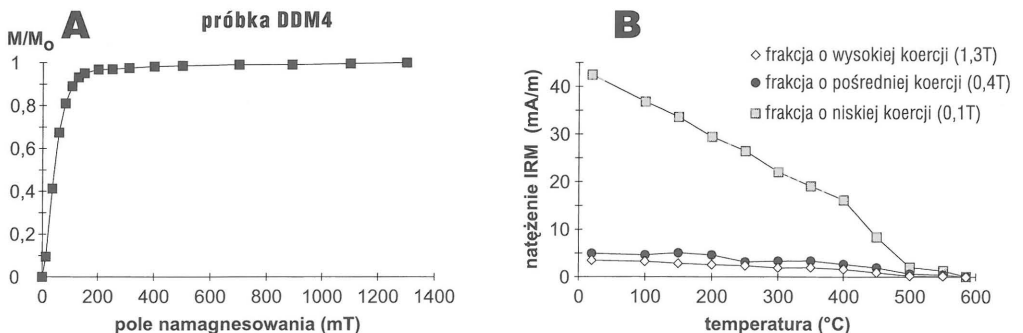 A
próbka DDM4
M/M₀
1
0,8
0,6
0,4
0,2
0
0 200 400 600 800 1000 1200 1400
pole namagnesowania (mT)
B
frakcja o wysokiej koercji (1,3T)
frakcja o pośredniej koercji (0,4T)
frakcja o niskiej koercji (0,1T)
natężenie IRM (mA/m)
40
30
20
10
0
0 100 200 300 400 500 600
temperatura (°C)